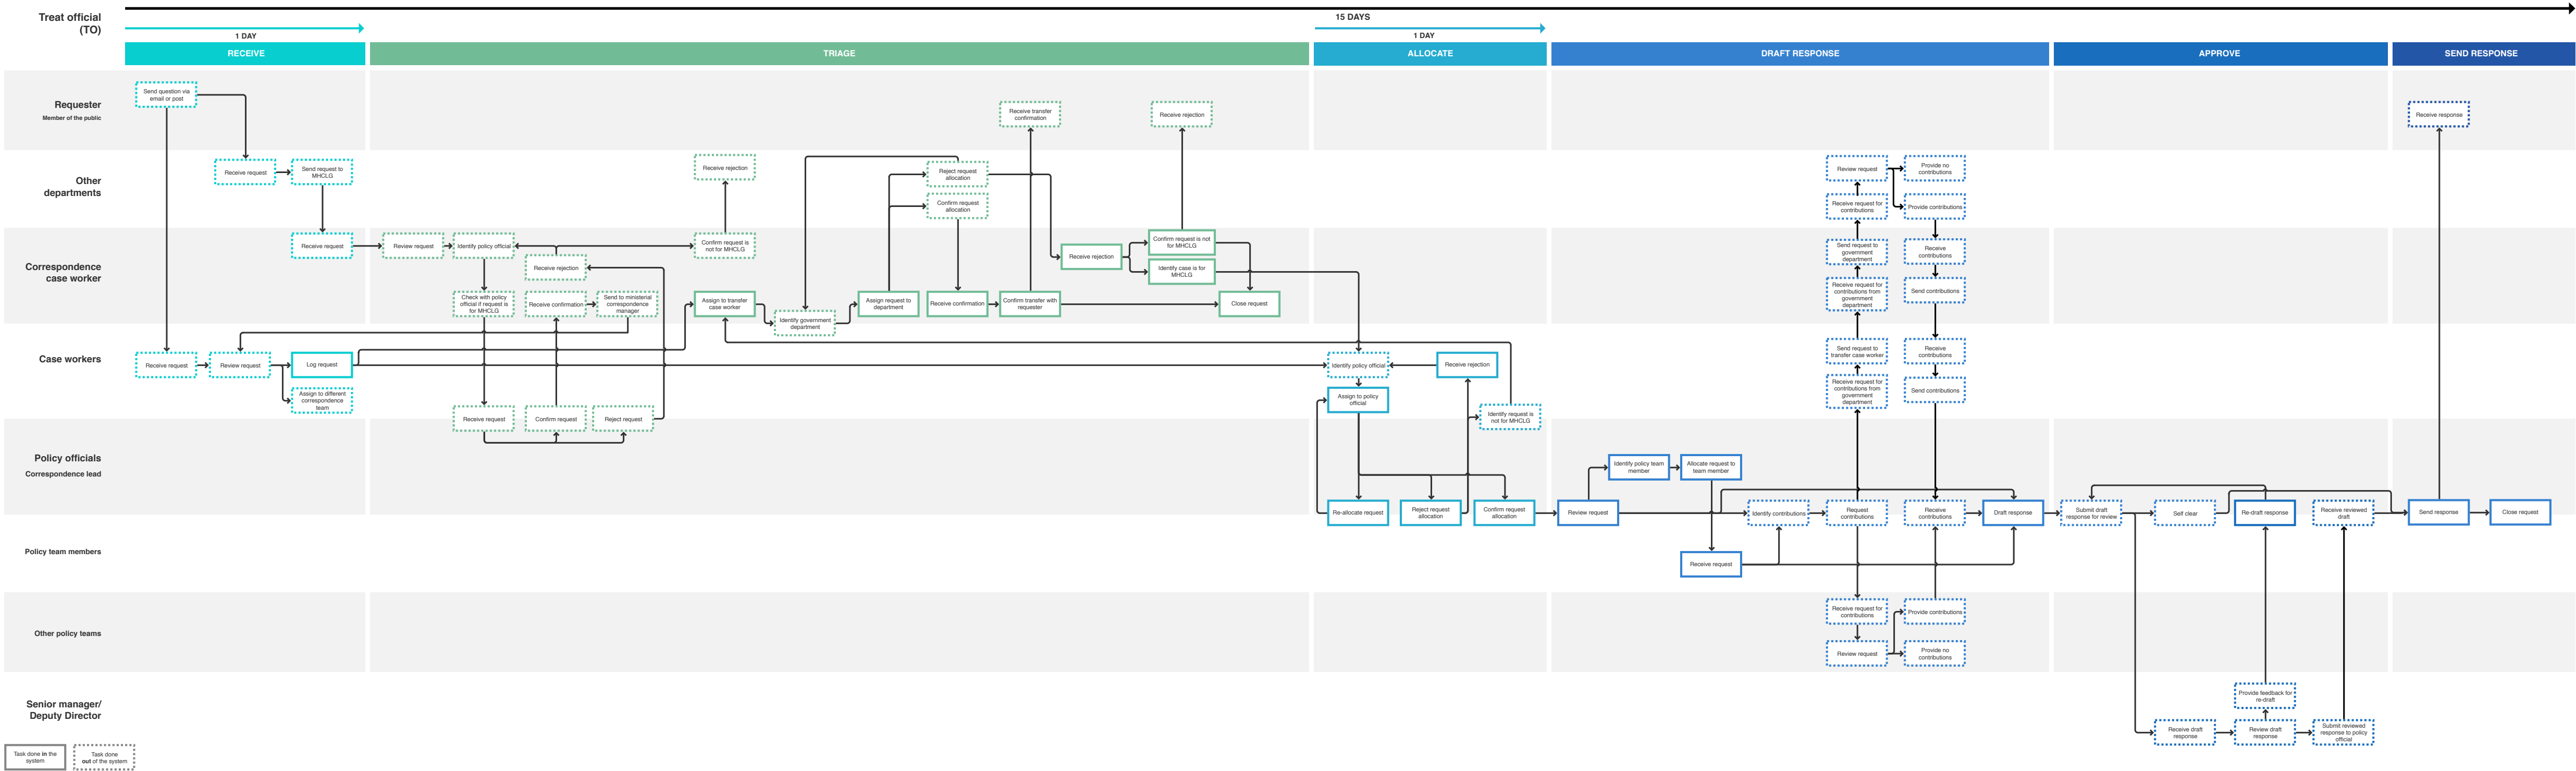 Treat official
(TO)
15 DAYS
1 DAY
1 DAY
RECEIVE
TRIAGE
ALLOCATE
DRAFT RESPONSE
APPROVE
SEND RESPONSE
Requester
Member of the public
Send question via
email or post
Receive transfer
confirmation
Receive rejection
Receive response
Other
departments
Receive request
Send request to
MHCLG
Receive rejection
Reject request
allocation
Confirm request
allocation
Review request
Provide no
contributions
Receive request for
contributions
Provide contributions
Correspondence
case worker
Receive request
Review request
Identify policy official
Receive rejection
Confirm request is
not for MHCLG
Receive rejection
Confirm request is not
for MHCLG
Identify case is for
MHCLG
Check with policy
official if request is
for MHCLG
Receive confirmation
Send to ministerial
correspondence
manager
Assign to transfer
case worker
Identify government
department
Assign request to
department
Receive confirmation
Confirm transfer with
requester
Close request
Send request to
government
department
Receive
contributions
Receive request for
contributions from
government
department
Send contributions
Case workers
Receive request
Review request
Log request
Assign to different
correspondence
team
Receive request
Confirm request
Reject request
Identify policy official
Receive rejection
Assign to policy
official
Identify request is
not for MHCLG
Send request to
transfer case worker
Receive
contributions
Receive request for
contributions from
government
department
Send contributions
Policy officials
Correspondence lead
Re-allocate request
Reject request
allocation
Confirm request
allocation
Review request
Identify policy team
member
Allocate request to
team member
Identify contributions
Request
contributions
Receive
contributions
Draft response
Submit draft
response for review
Self clear
Re-draft response
Receive reviewed
draft
Send response
Close request
Policy team members
Receive request
Other policy teams
Receive request for
contributions
Provide contributions
Review request
Provide no
contributions
Senior manager/
Deputy Director
Provide feedback for
re-draft
Receive draft
response
Review draft
response
Submit reviewed
response to policy
official
Task done in the
system
Task done
out of the system